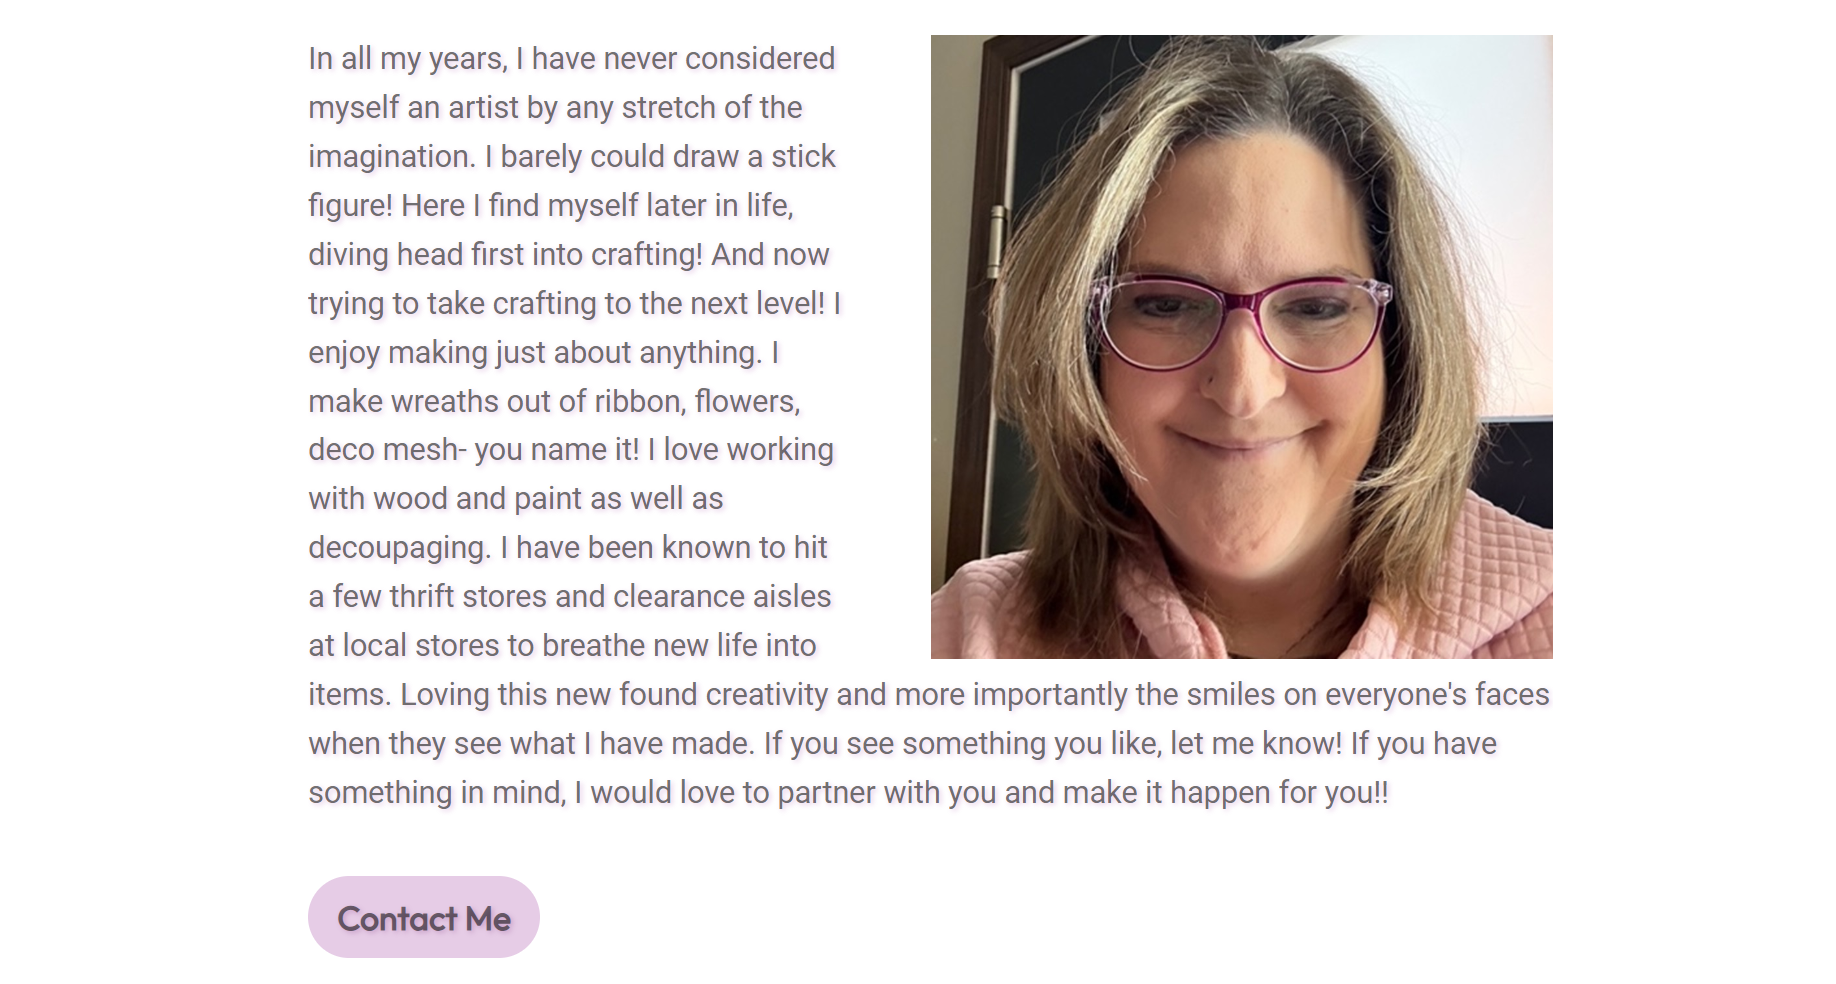 In all my years, I have never considered
myself an artist by any stretch of the
imagination. I barely could draw a stick
figure! Here I find myself later in life,
diving head first into crafting! And now
trying to take crafting to the next level! I
enjoy making just about anything. I
make wreaths out of ribbon, flowers,
deco mesh- you name it! I love working
with wood and paint as well as
decoupaging. I have been known to hit
a few thrift stores and clearance aisles
at local stores to breathe new life into
items. Loving this new found creativity and more importantly the smiles on everyone's faces
when they see what I have made. If you see something you like, let me know! If you have
something in mind, I would love to partner with you and make it happen for you!!
Contact Me